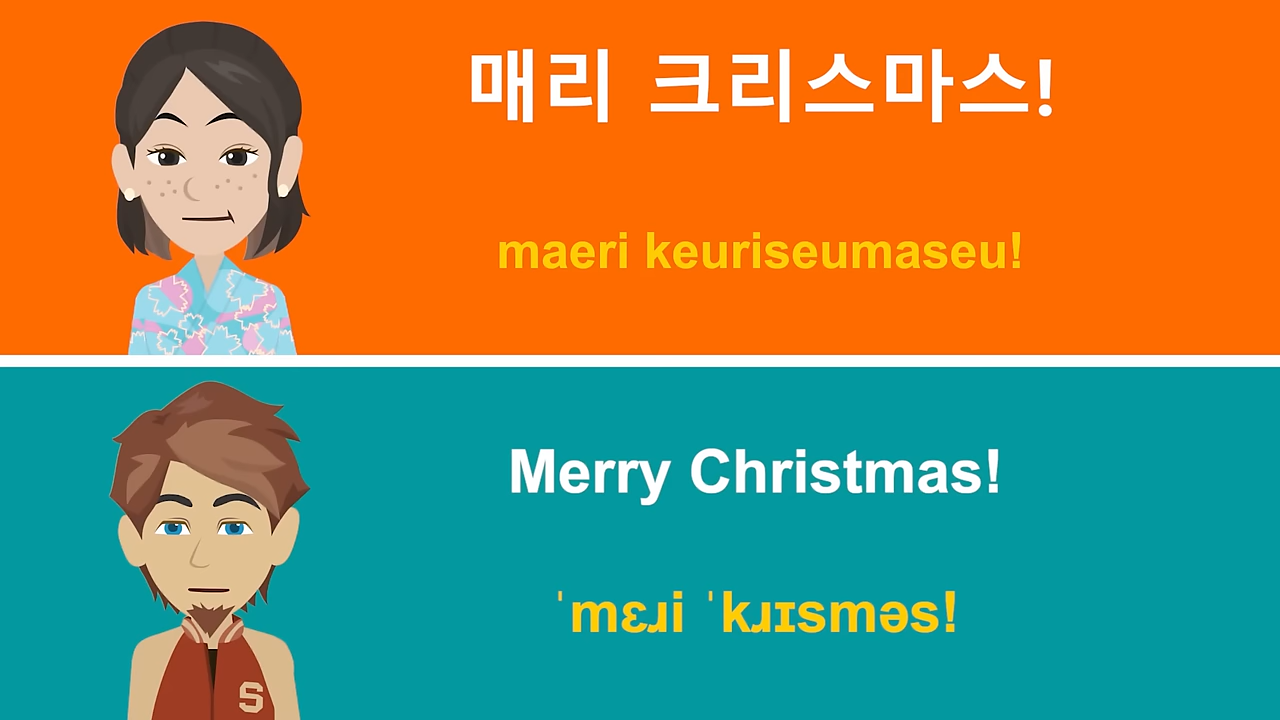 매리 크리스마스!
maeri keuriseumaseu!
Merry Christmas!
ˈmɛɹi ˈkɹɪsməs!
S